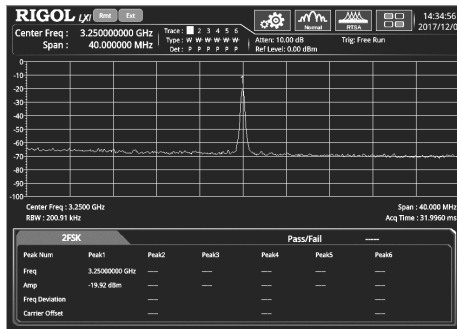 RIGOL LXI Rmt Ext
14:34:56
2017/12/0
Center Freq : 3.250000000 GHz
Span : 40.000000 MHz
Trace : 1 2 3 4 5 6
Type : W W W W W W
Det : P P P P P P
Atten: 10.00 dB
Ref Level: 0.00 dBm
Trig: Free Run
Normal
RTSA
0
-10
-20
-30
-40
-50
-60
-70
-80
-90
-100
Center Freq : 3.2500 GHz
Span : 40.000 MHz
RBW : 200.91 kHz
Acq Time : 31.9960 ms
2FSK Pass/Fail -----
Peak Num Peak1 Peak2 Peak3 Peak4 Peak5 Peak6
Freq 3.25000000 GHz ---- ---- ---- ---- ----
Amp -19.92 dBm ---- ---- ---- ---- ----
Freq Deviation ----
Carrier Offset ----